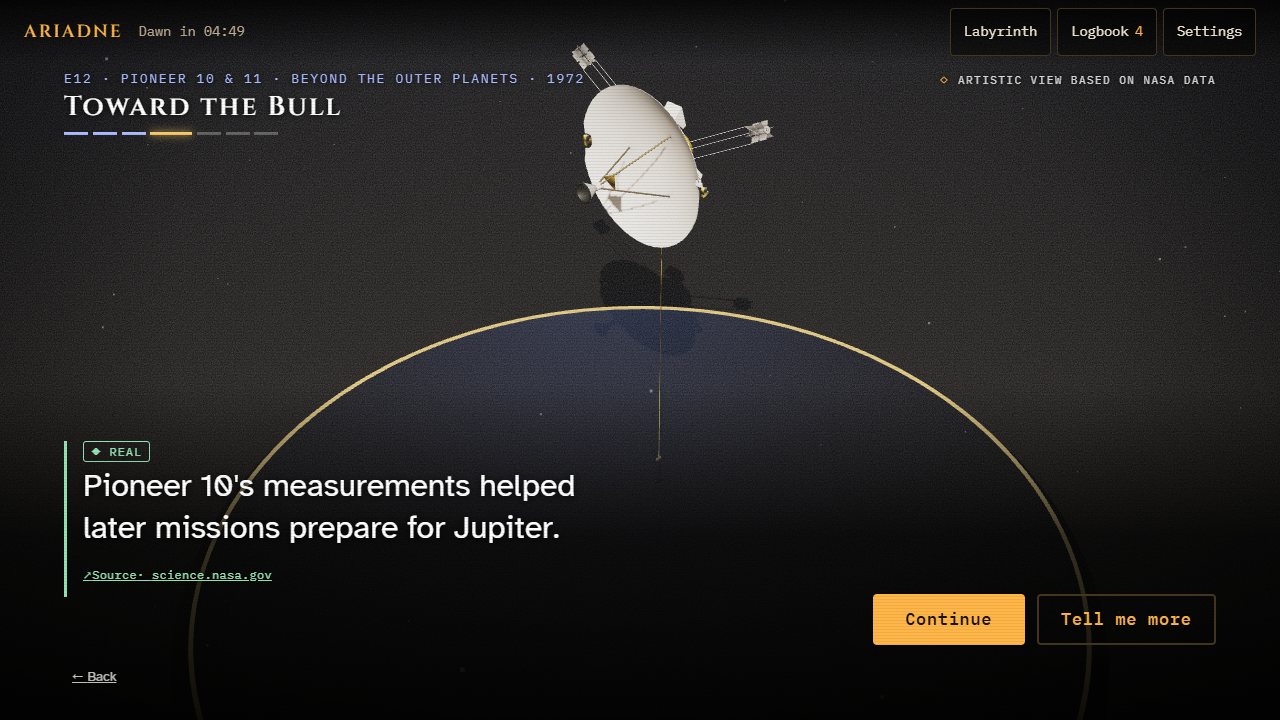 ARIADNE Dawn in 04:49 Labyrinth Logbook 4 Settings
E12 · PIONEER 10 & 11 · BEYOND THE OUTER PLANETS · 1972
◇ ARTISTIC VIEW BASED ON NASA DATA
Toward the Bull
◆ REAL
Pioneer 10's measurements helped
later missions prepare for Jupiter.
↗Source· science.nasa.gov
Continue Tell me more
← Back